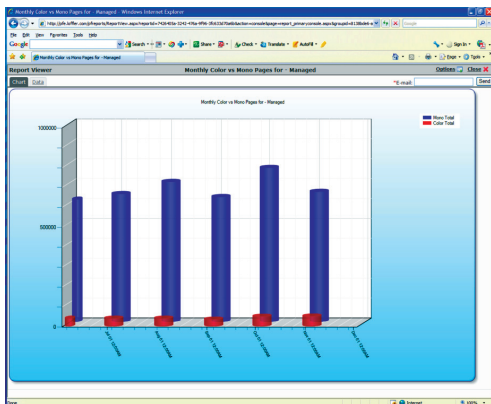 Monthly Color vs Mono Pages for - Managed - Windows Internet Explorer
Google
File Edit View Favorites Tools Help
Google Search Share Check Translate AutoFill Sign In
Monthly Color vs Mono Pages for - Managed Page Tools
Report Viewer Monthly Color vs Mono Pages for - Managed Options Close X
Chart Data *E-mail: Send
Monthly Color vs Mono Pages for - Managed
Mono Total
Color Total
1000000
500000
0
Done Internet 100%